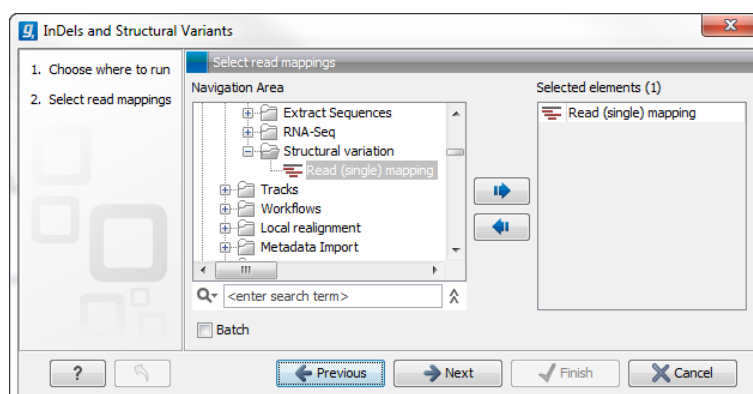 InDels and Structural Variants
1. Choose where to run
2. Select read mappings
Select read mappings
Navigation Area
Extract Sequences
RNA-Seq
Structural variation
Read (single) mapping
Tracks
Workflows
Local realignment
Metadata Import
<enter search term>
Batch
Selected elements (1)
Read (single) mapping
?
Previous
Next
Finish
Cancel